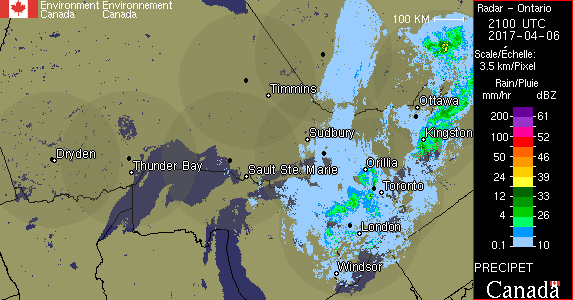 Environment Environnement
Canada Canada
100 KM
Timmins
Ottawa
Sudbury
Kingston
Dryden
Thunder Bay
Sault Ste. Marie
Orillia
Toronto
London
Windsor
Radar - Ontario
2100 UTC
2017-04-06
Scale/Échelle:
3.5 km/Pixel
Rain/Pluie
mm/hr dBZ
200 61
100 52
50 46
24 39
12 33
4 26
0.1 10
PRECIPET
Canada